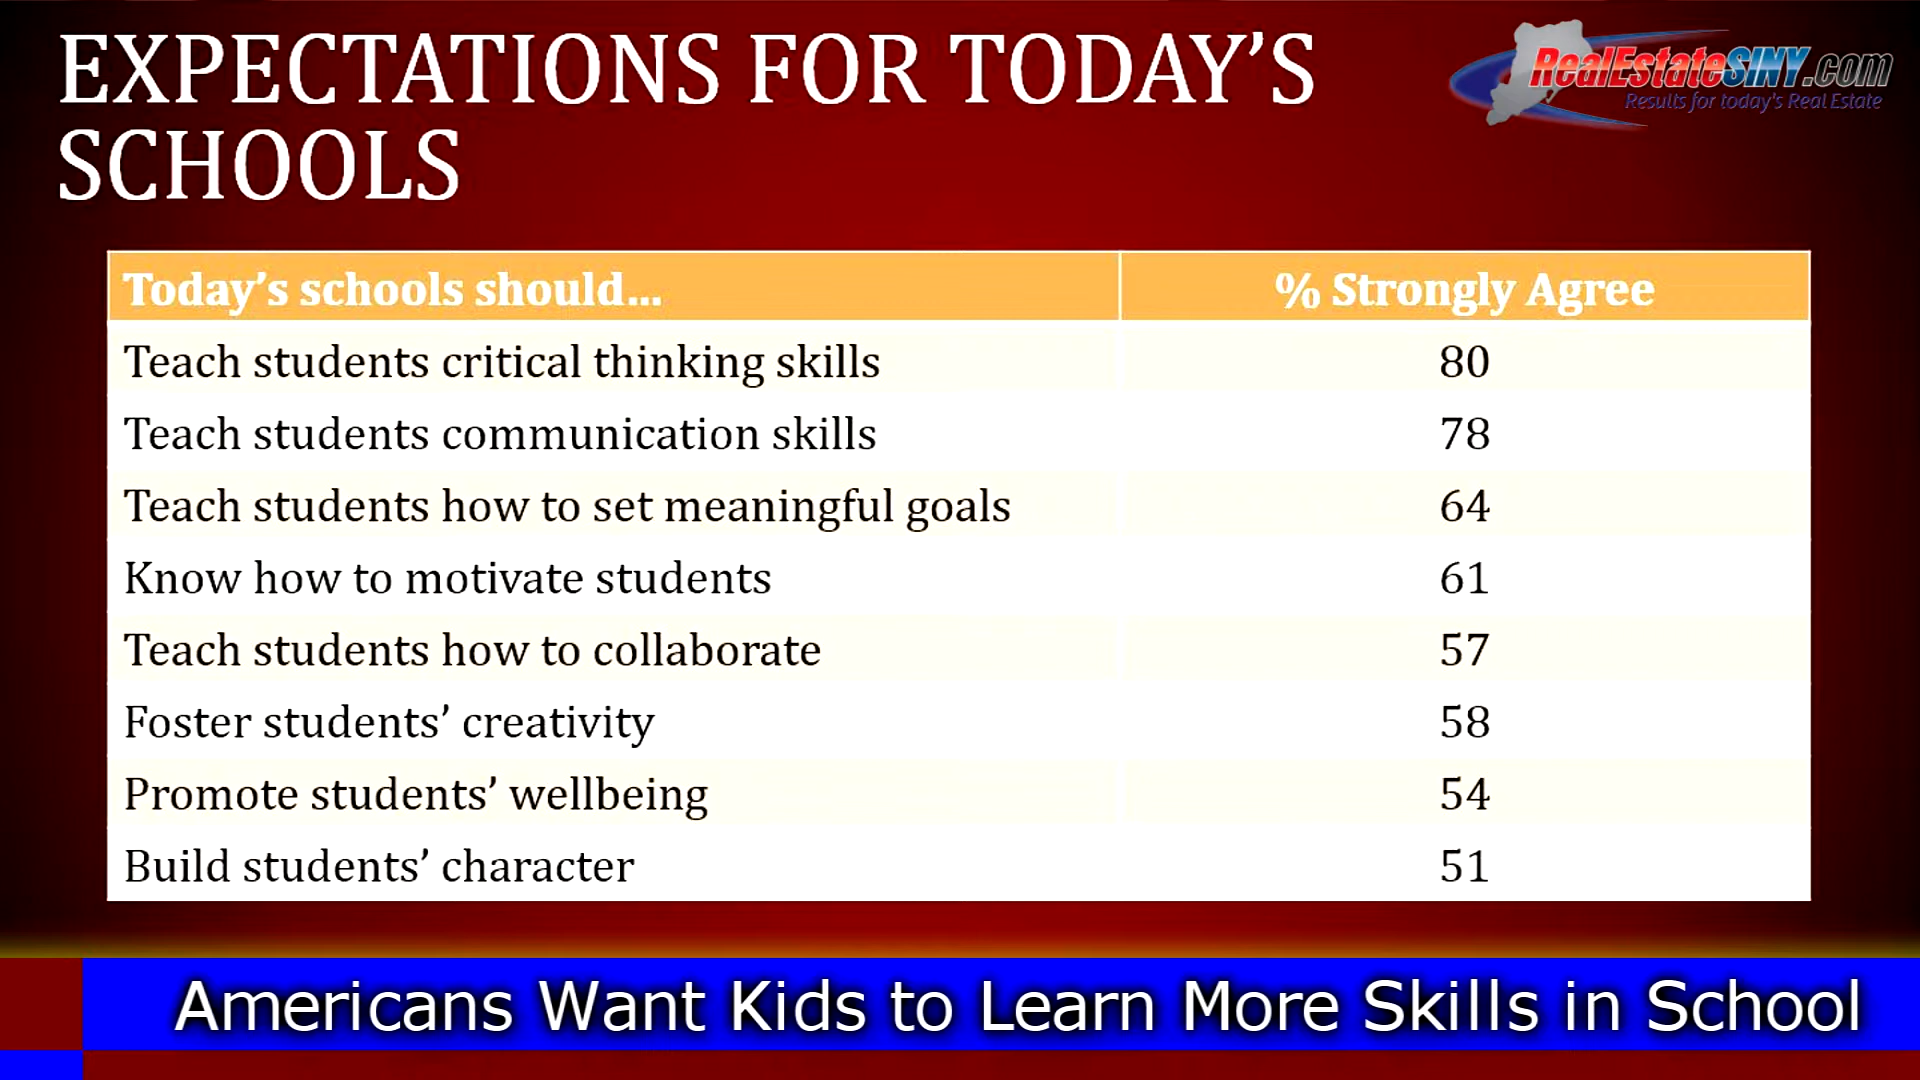 EXPECTATIONS FOR TODAY’S
SCHOOLS
RealEstateSINY.com
Results for today's Real Estate
Today’s schools should... % Strongly Agree
Teach students critical thinking skills 80
Teach students communication skills 78
Teach students how to set meaningful goals 64
Know how to motivate students 61
Teach students how to collaborate 57
Foster students’ creativity 58
Promote students’ wellbeing 54
Build students’ character 51
Americans Want Kids to Learn More Skills in School